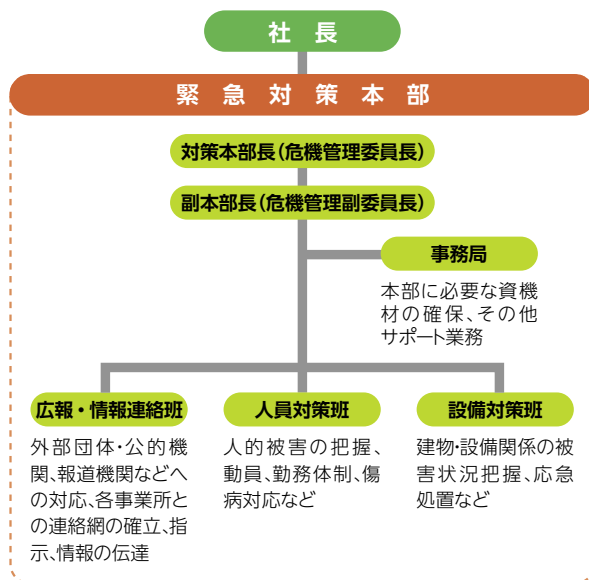 社長
緊急対策本部
対策本部長(危機管理委員長)
副本部長(危機管理副委員長)
事務局
本部に必要な資機
材の確保、その他
サポート業務
広報・情報連絡班
外部団体・公的機
関、報道機関などへ
の対応、各事業所と
の連絡網の確立、指
示、情報の伝達
人員対策班
人的被害の把握、
動員、勤務体制、傷
病対応など
設備対策班
建物・設備関係の被
害状況把握、応急
処置など